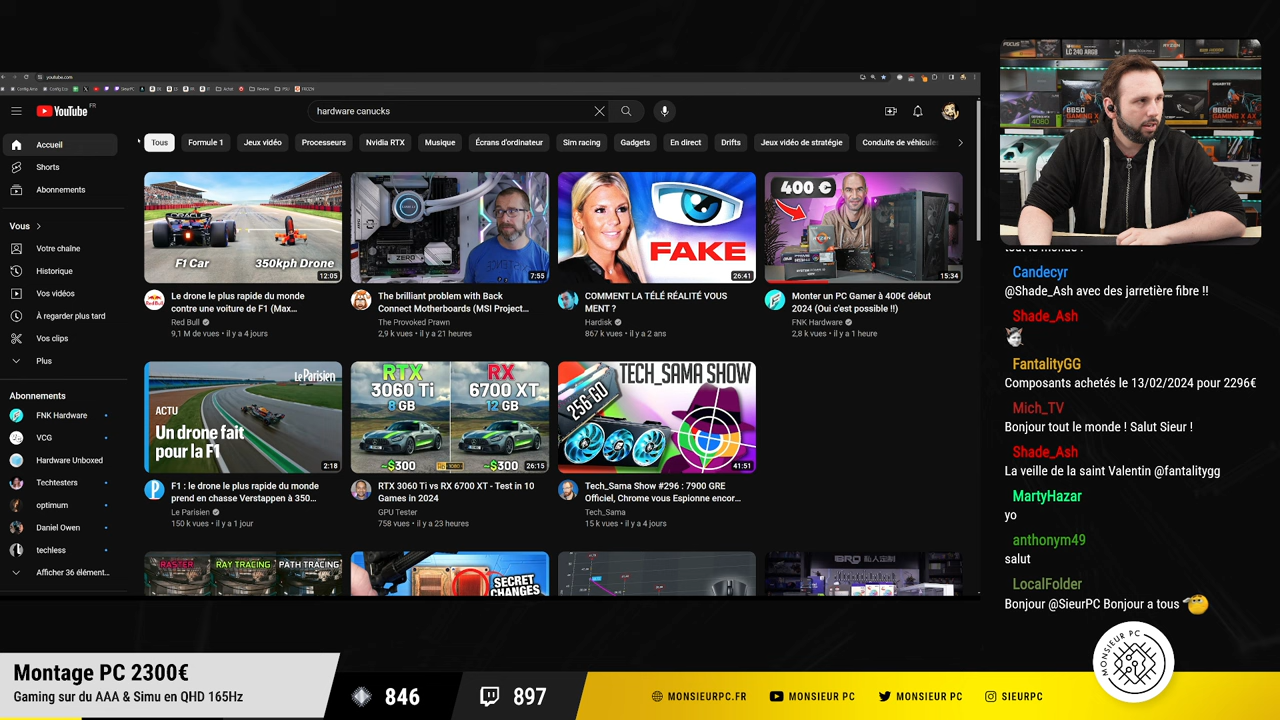 youtube.com
YouTube FR
hardware canucks
Accueil
Shorts
Abonnements
Vous
Votre chaîne
Historique
Vos vidéos
À regarder plus tard
Vos clips
Plus
Abonnements
FNK Hardware
VCG
Hardware Unboxed
Techtesters
optimum
Daniel Owen
techless
Afficher 36 élément...
Tous
Formule 1
Jeux vidéo
Processeurs
Nvidia RTX
Musique
Écrans d'ordinateur
Sim racing
Gadgets
En direct
Drifts
Jeux vidéo de stratégie
Conduite de véhicule
F1 Car
350kph Drone
12:05
Le drone le plus rapide du monde
contre une voiture de F1 (Max...
Red Bull
9,1 M de vues • il y a 4 jours
ZERO
7:55
The brilliant problem with Back
Connect Motherboards (MSI Project...
The Provoked Prawn
2,9 k vues • il y a 21 heures
FAKE
26:41
COMMENT LA TÉLÉ RÉALITÉ VOUS
MENT ?
Hardisk
867 k vues • il y a 2 ans
400 €
15:34
Monter un PC Gamer à 400€ début
2024 (Oui c'est possible !!)
FNK Hardware
2,8 k vues • il y a 1 heure
Le Parisien
ACTU
Un drone fait
pour la F1
2:18
F1 : le drone le plus rapide du monde
prend en chasse Verstappen à 350...
Le Parisien
150 k vues • il y a 1 jour
RTX
3060 Ti
8 GB
RX
6700 XT
12 GB
~$300
~$300
26:15
RTX 3060 Ti vs RX 6700 XT - Test in 10
Games in 2024
GPU Tester
758 vues • il y a 23 heures
TECH_SAMA SHOW
256 GO
41:51
Tech_Sama Show #296 : 7900 GRE
Officiel, Chrome vous Espionne encor...
Tech_Sama
15 k vues • il y a 4 jours
RASTER
RAY TRACING
PATH TRACING
SECRET
CHANGES
tout le monde !
Candecyr
@Shade_Ash avec des jarretière fibre !!
Shade_Ash
FantalityGG
Composants achetés le 13/02/2024 pour 2296€
Mich_TV
Bonjour tout le monde ! Salut Sieur !
Shade_Ash
La veille de la saint Valentin @fantalitygg
MartyHazar
yo
anthonym49
salut
LocalFolder
Bonjour @SieurPC Bonjour a tous
MONSIEUR PC
Montage PC 2300€
Gaming sur du AAA & Simu en QHD 165Hz
846
897
MONSIEURPC.FR
MONSIEUR PC
MONSIEUR PC
SIEURPC